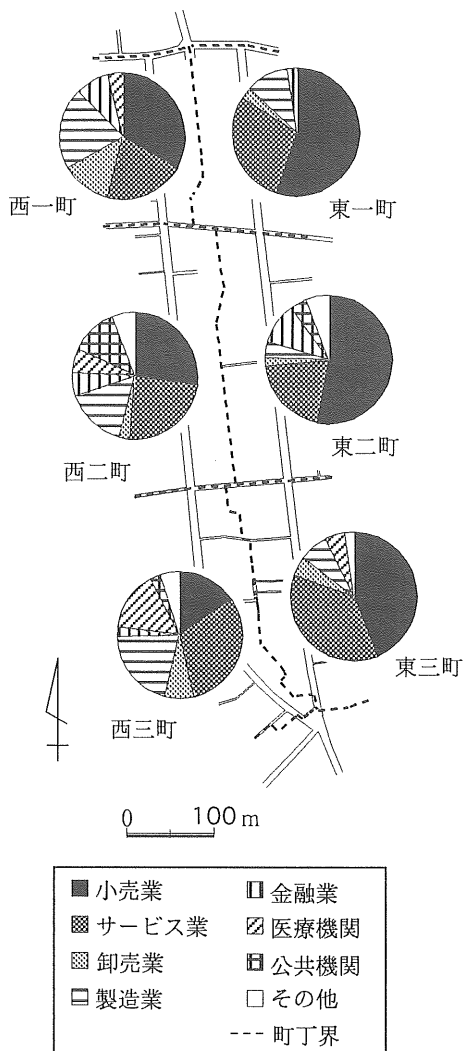 西一町
東一町
西二町
東二町
西三町
東三町
0 100m
小売業
金融業
サービス業
医療機関
卸売業
公共機関
製造業
その他
町丁界